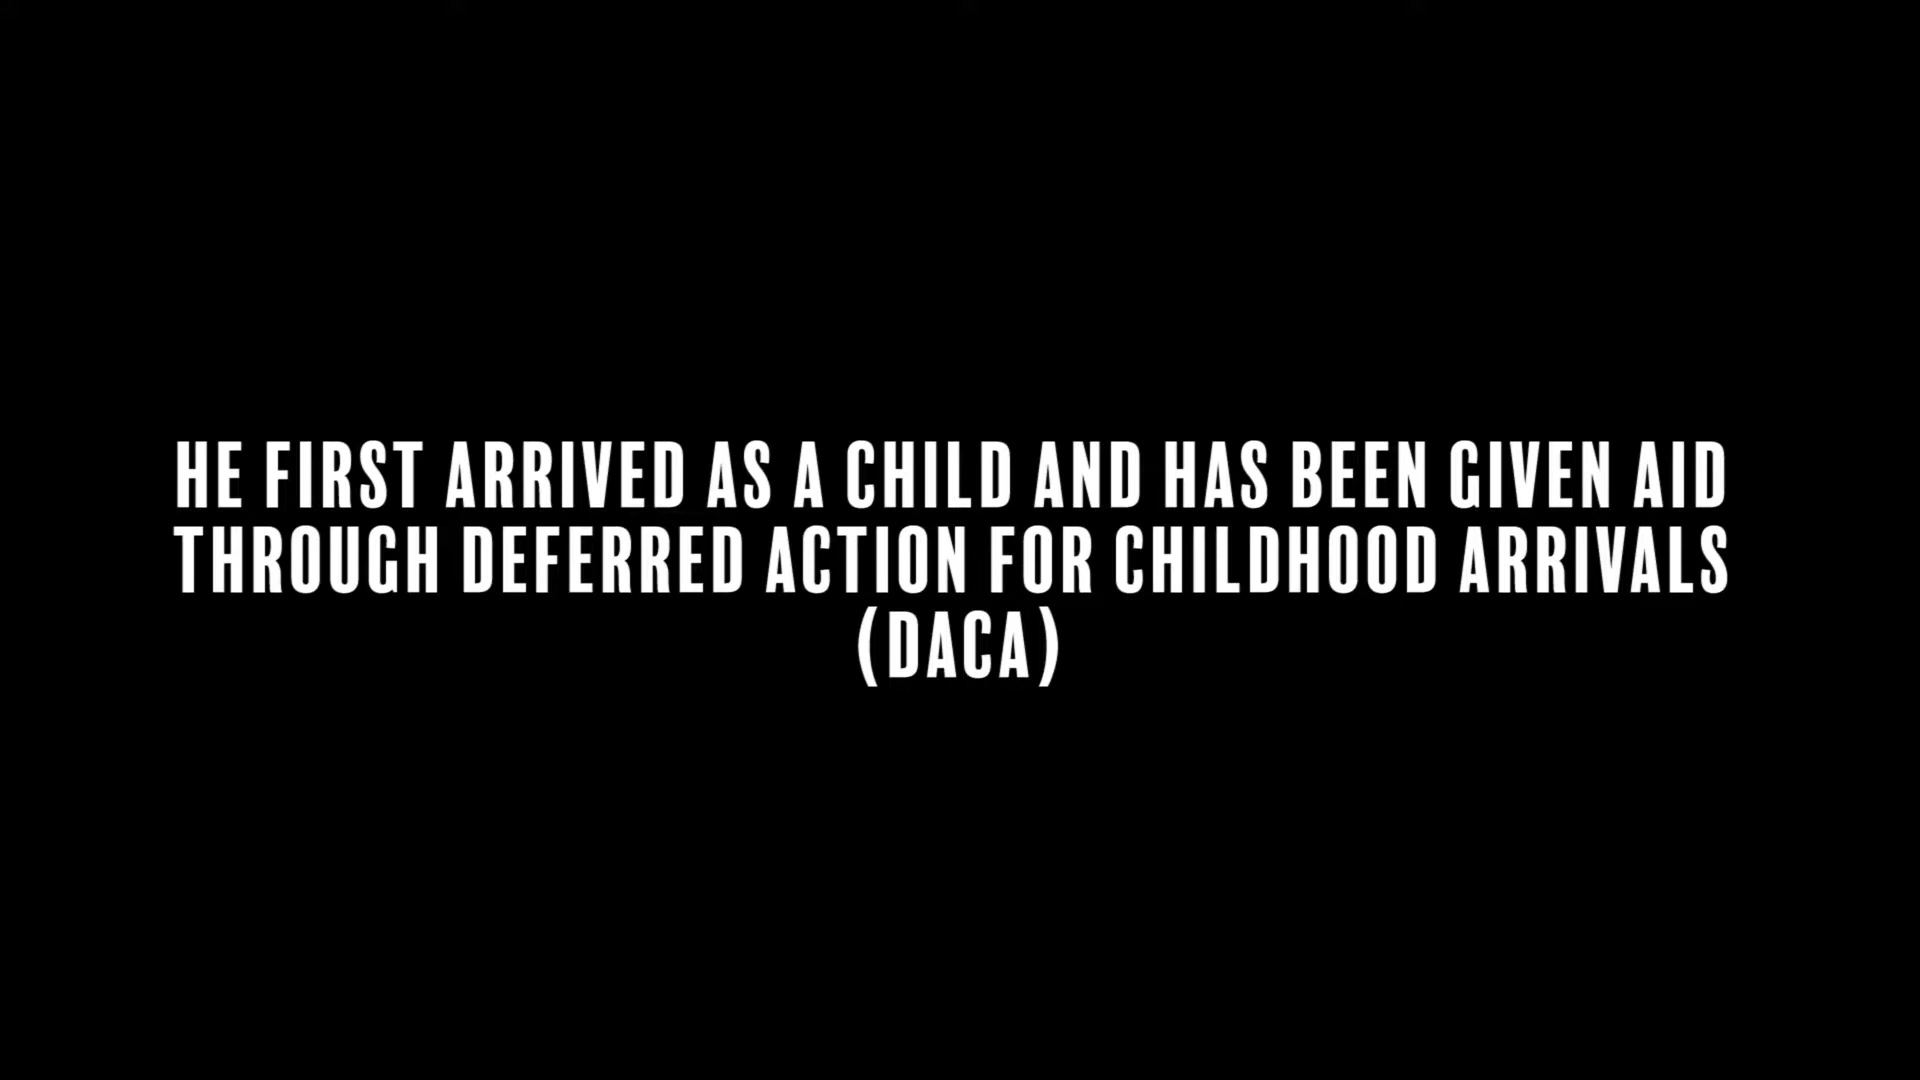 HE FIRST ARRIVED AS A CHILD AND HAS BEEN GIVEN AID
THROUGH DEFERRED ACTION FOR CHILDHOOD ARRIVALS
(DACA)